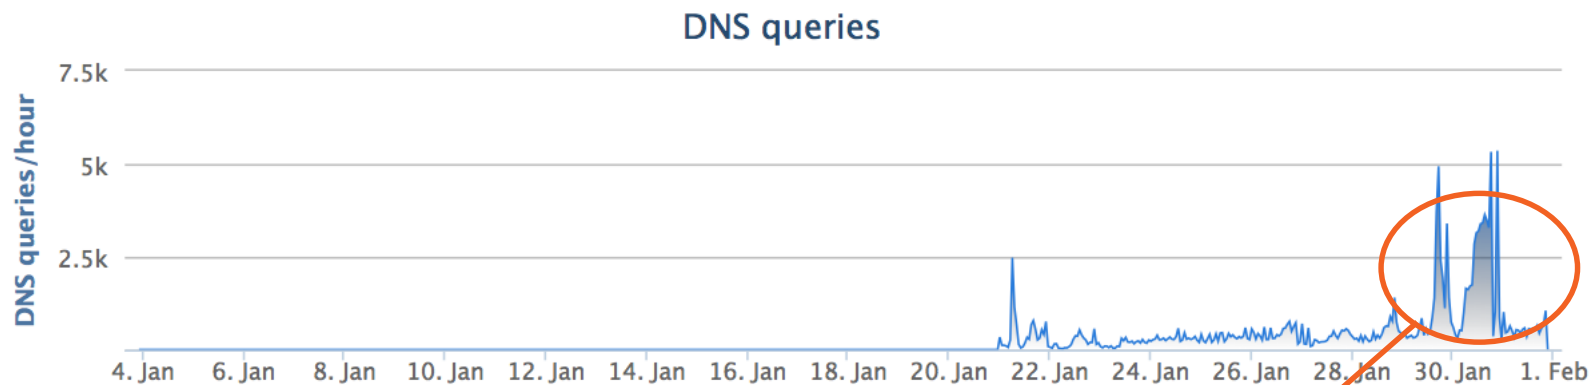 DNS queries
DNS queries/hour
7.5k
5k
2.5k
4. Jan 6. Jan 8. Jan 10. Jan 12. Jan 14. Jan 16. Jan 18. Jan 20. Jan 22. Jan 24. Jan 26. Jan 28. Jan 30. Jan 1. Feb